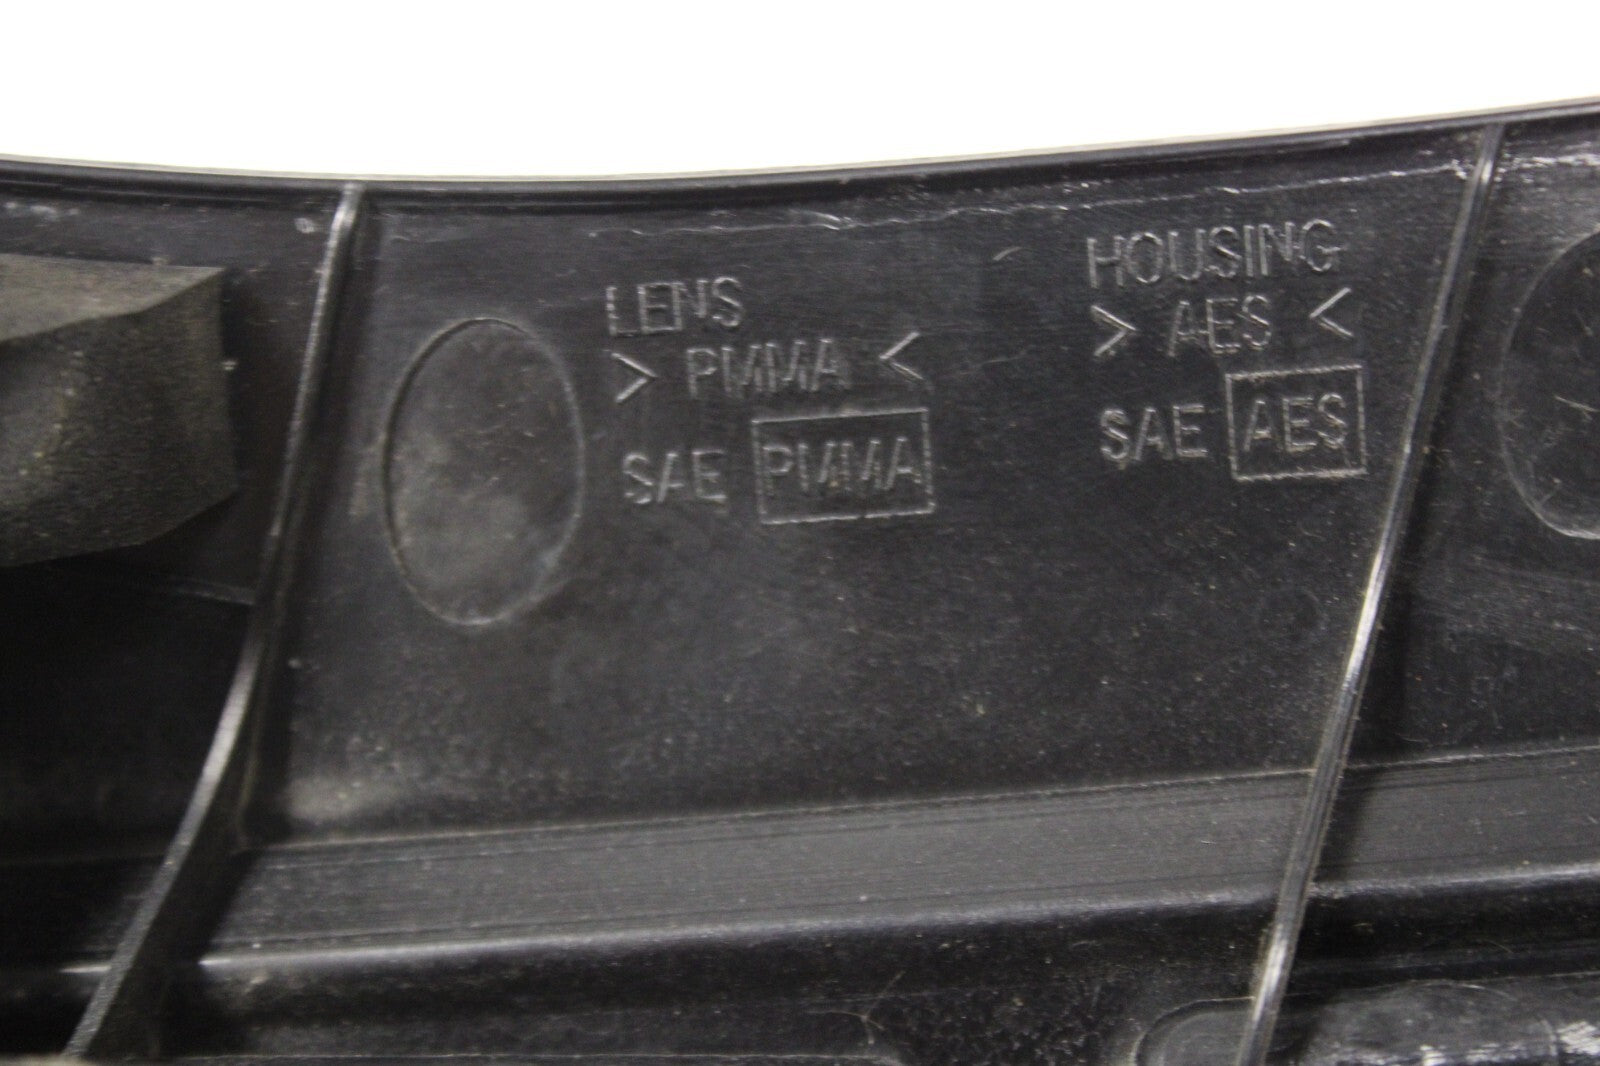 LENS
> PMMA <
SAE PMMA
HOUSING
> AES <
SAE AES